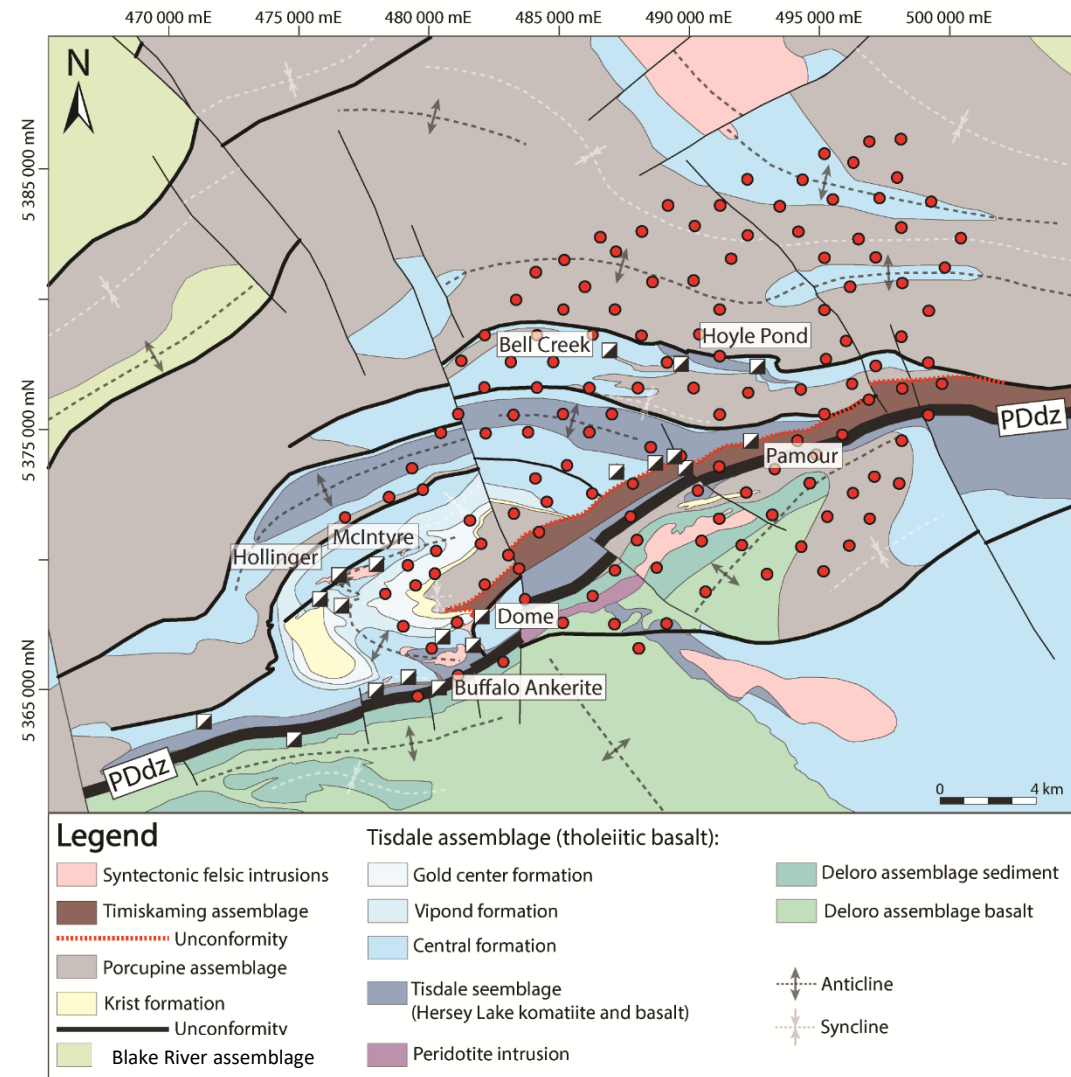 470 000 mE
475 000 mE
480 000 mE
485 000 mE
490 000 mE
495 000 mE
500 000 mE
N
5 385 000 mN
Hoyle Pond
Bell Creek
5 375 000 mN
PDdz
Pamour
McIntyre
Hollinger
Dome
5 365 000 mN
Buffalo Ankerite
PDdz
0 4 km
Legend
Syntectonic felsic intrusions
Timiskaming assemblage
Unconformity
Porcupine assemblage
Krist formation
Unconformity
Blake River assemblage
Tisdale assemblage (tholeiitic basalt):
Gold center formation
Vipond formation
Central formation
Tisdale seemblage
(Hersey Lake komatiite and basalt)
Peridotite intrusion
Deloro assemblage sediment
Deloro assemblage basalt
Anticline
Syncline